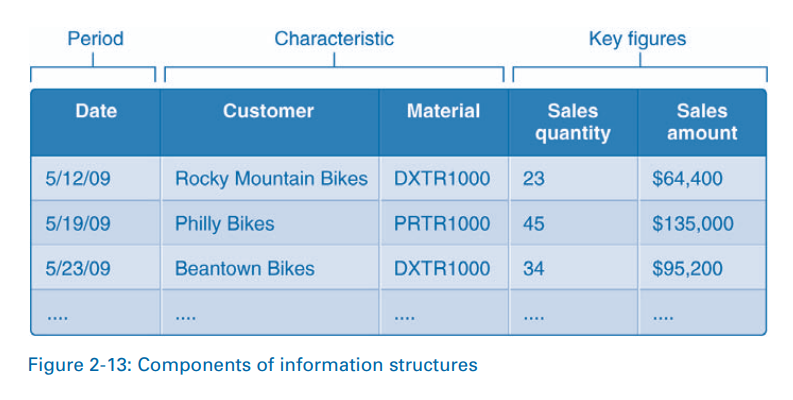 Period Characteristic Key figures
Date Customer Material Sales quantity Sales amount
5/12/09 Rocky Mountain Bikes DXTR1000 23 $64,400
5/19/09 Philly Bikes PRTR1000 45 $135,000
5/23/09 Beantown Bikes DXTR1000 34 $95,200
.... .... .... .... ....
Figure 2-13: Components of information structures